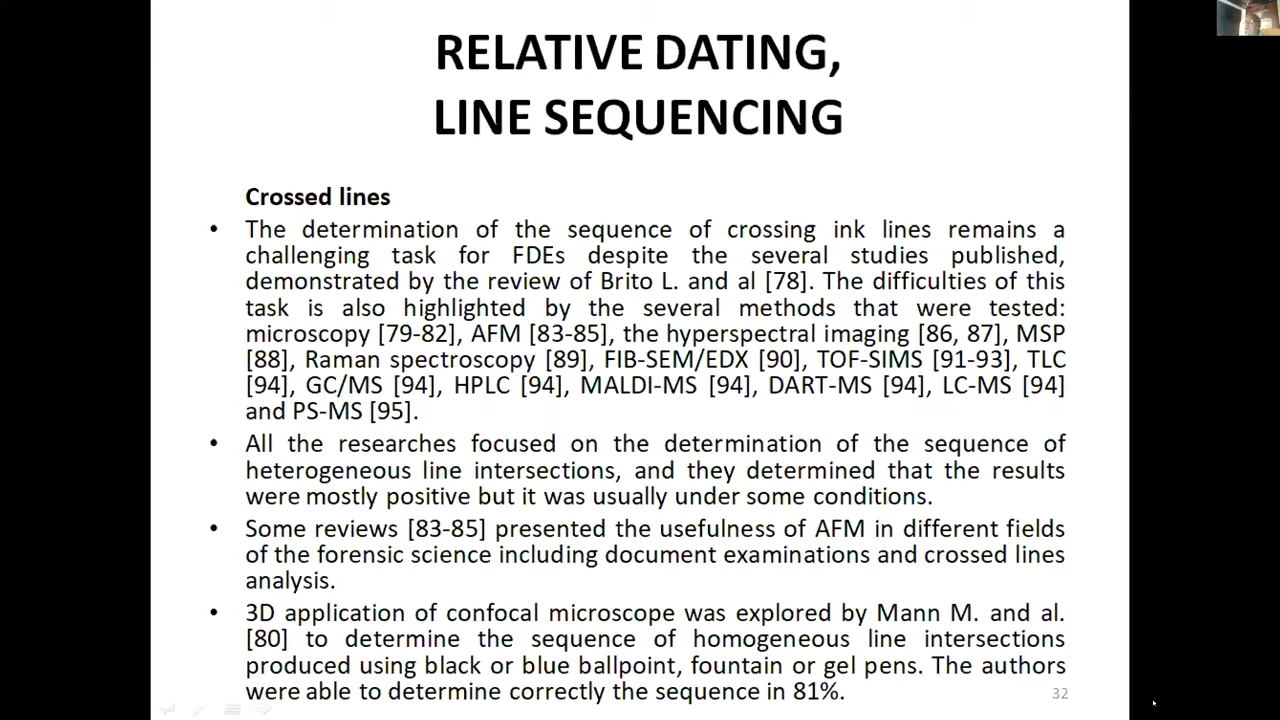 RELATIVE DATING,
LINE SEQUENCING
Crossed lines
• The determination of the sequence of crossing ink lines remains a
challenging task for FDEs despite the several studies published,
demonstrated by the review of Brito L. and al [78]. The difficulties of this
task is also highlighted by the several methods that were tested:
microscopy [79-82], AFM [83-85], the hyperspectral imaging [86, 87], MSP
[88], Raman spectroscopy [89], FIB-SEM/EDX [90], TOF-SIMS [91-93], TLC
[94], GC/MS [94], HPLC [94], MALDI-MS [94], DART-MS [94], LC-MS [94]
and PS-MS [95].
• All the researches focused on the determination of the sequence of
heterogeneous line intersections, and they determined that the results
were mostly positive but it was usually under some conditions.
• Some reviews [83-85] presented the usefulness of AFM in different fields
of the forensic science including document examinations and crossed lines
analysis.
• 3D application of confocal microscope was explored by Mann M. and al.
[80] to determine the sequence of homogeneous line intersections
produced using black or blue ballpoint, fountain or gel pens. The authors
were able to determine correctly the sequence in 81%.
32